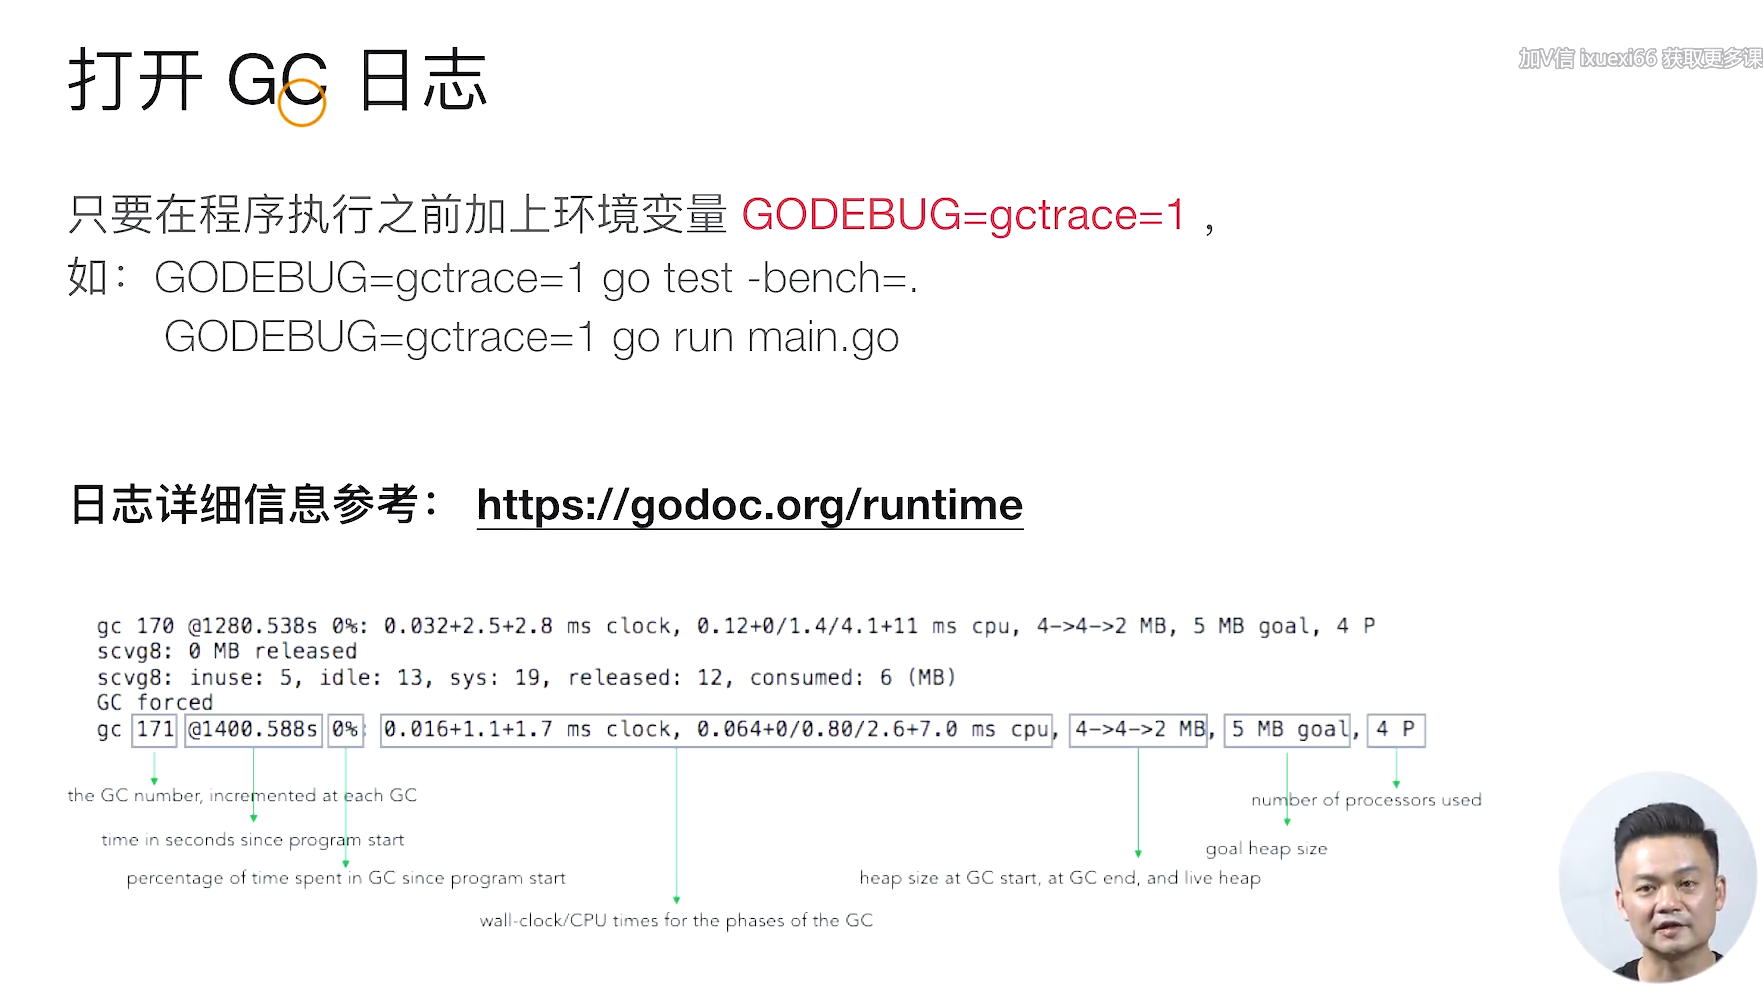 打开 GC 日志
加V信 ixuexi66 获取更多课
只要在程序执行之前加上环境变量 GODEBUG=gctrace=1 ，
如：GODEBUG=gctrace=1 go test -bench=.
GODEBUG=gctrace=1 go run main.go
日志详细信息参考： https://godoc.org/runtime
gc 170 @1280.538s 0%: 0.032+2.5+2.8 ms clock, 0.12+0/1.4/4.1+11 ms cpu, 4->4->2 MB, 5 MB goal, 4 P
scvg8: 0 MB released
scvg8: inuse: 5, idle: 13, sys: 19, released: 12, consumed: 6 (MB)
GC forced
gc 171 @1400.588s 0%: 0.016+1.1+1.7 ms clock, 0.064+0/0.80/2.6+7.0 ms cpu, 4->4->2 MB, 5 MB goal, 4 P
the GC number, incremented at each GC
number of processors used
time in seconds since program start
goal heap size
percentage of time spent in GC since program start
heap size at GC start, at GC end, and live heap
wall-clock/CPU times for the phases of the GC